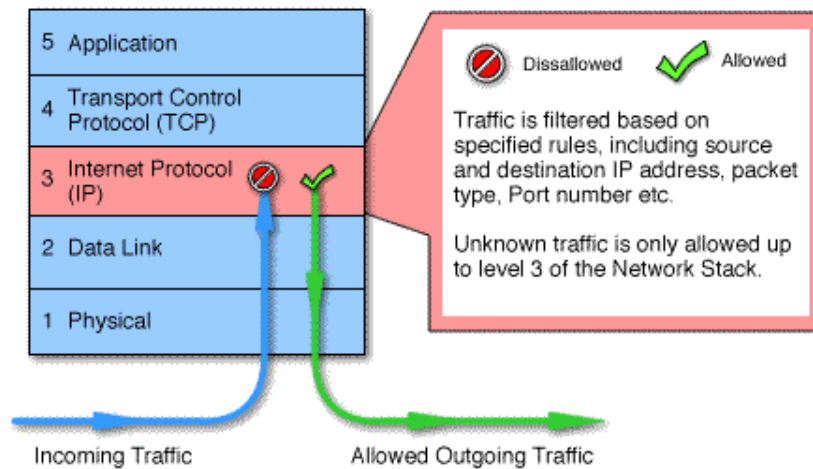 5 Application
4 Transport Control
Protocol (TCP)
3 Internet Protocol
(IP)
2 Data Link
1 Physical
Incoming Traffic
Allowed Outgoing Traffic
Dissallowed
Allowed
Traffic is filtered based on
specified rules, including source
and destination IP address, packet
type, Port number etc.
Unknown traffic is only allowed up
to level 3 of the Network Stack.